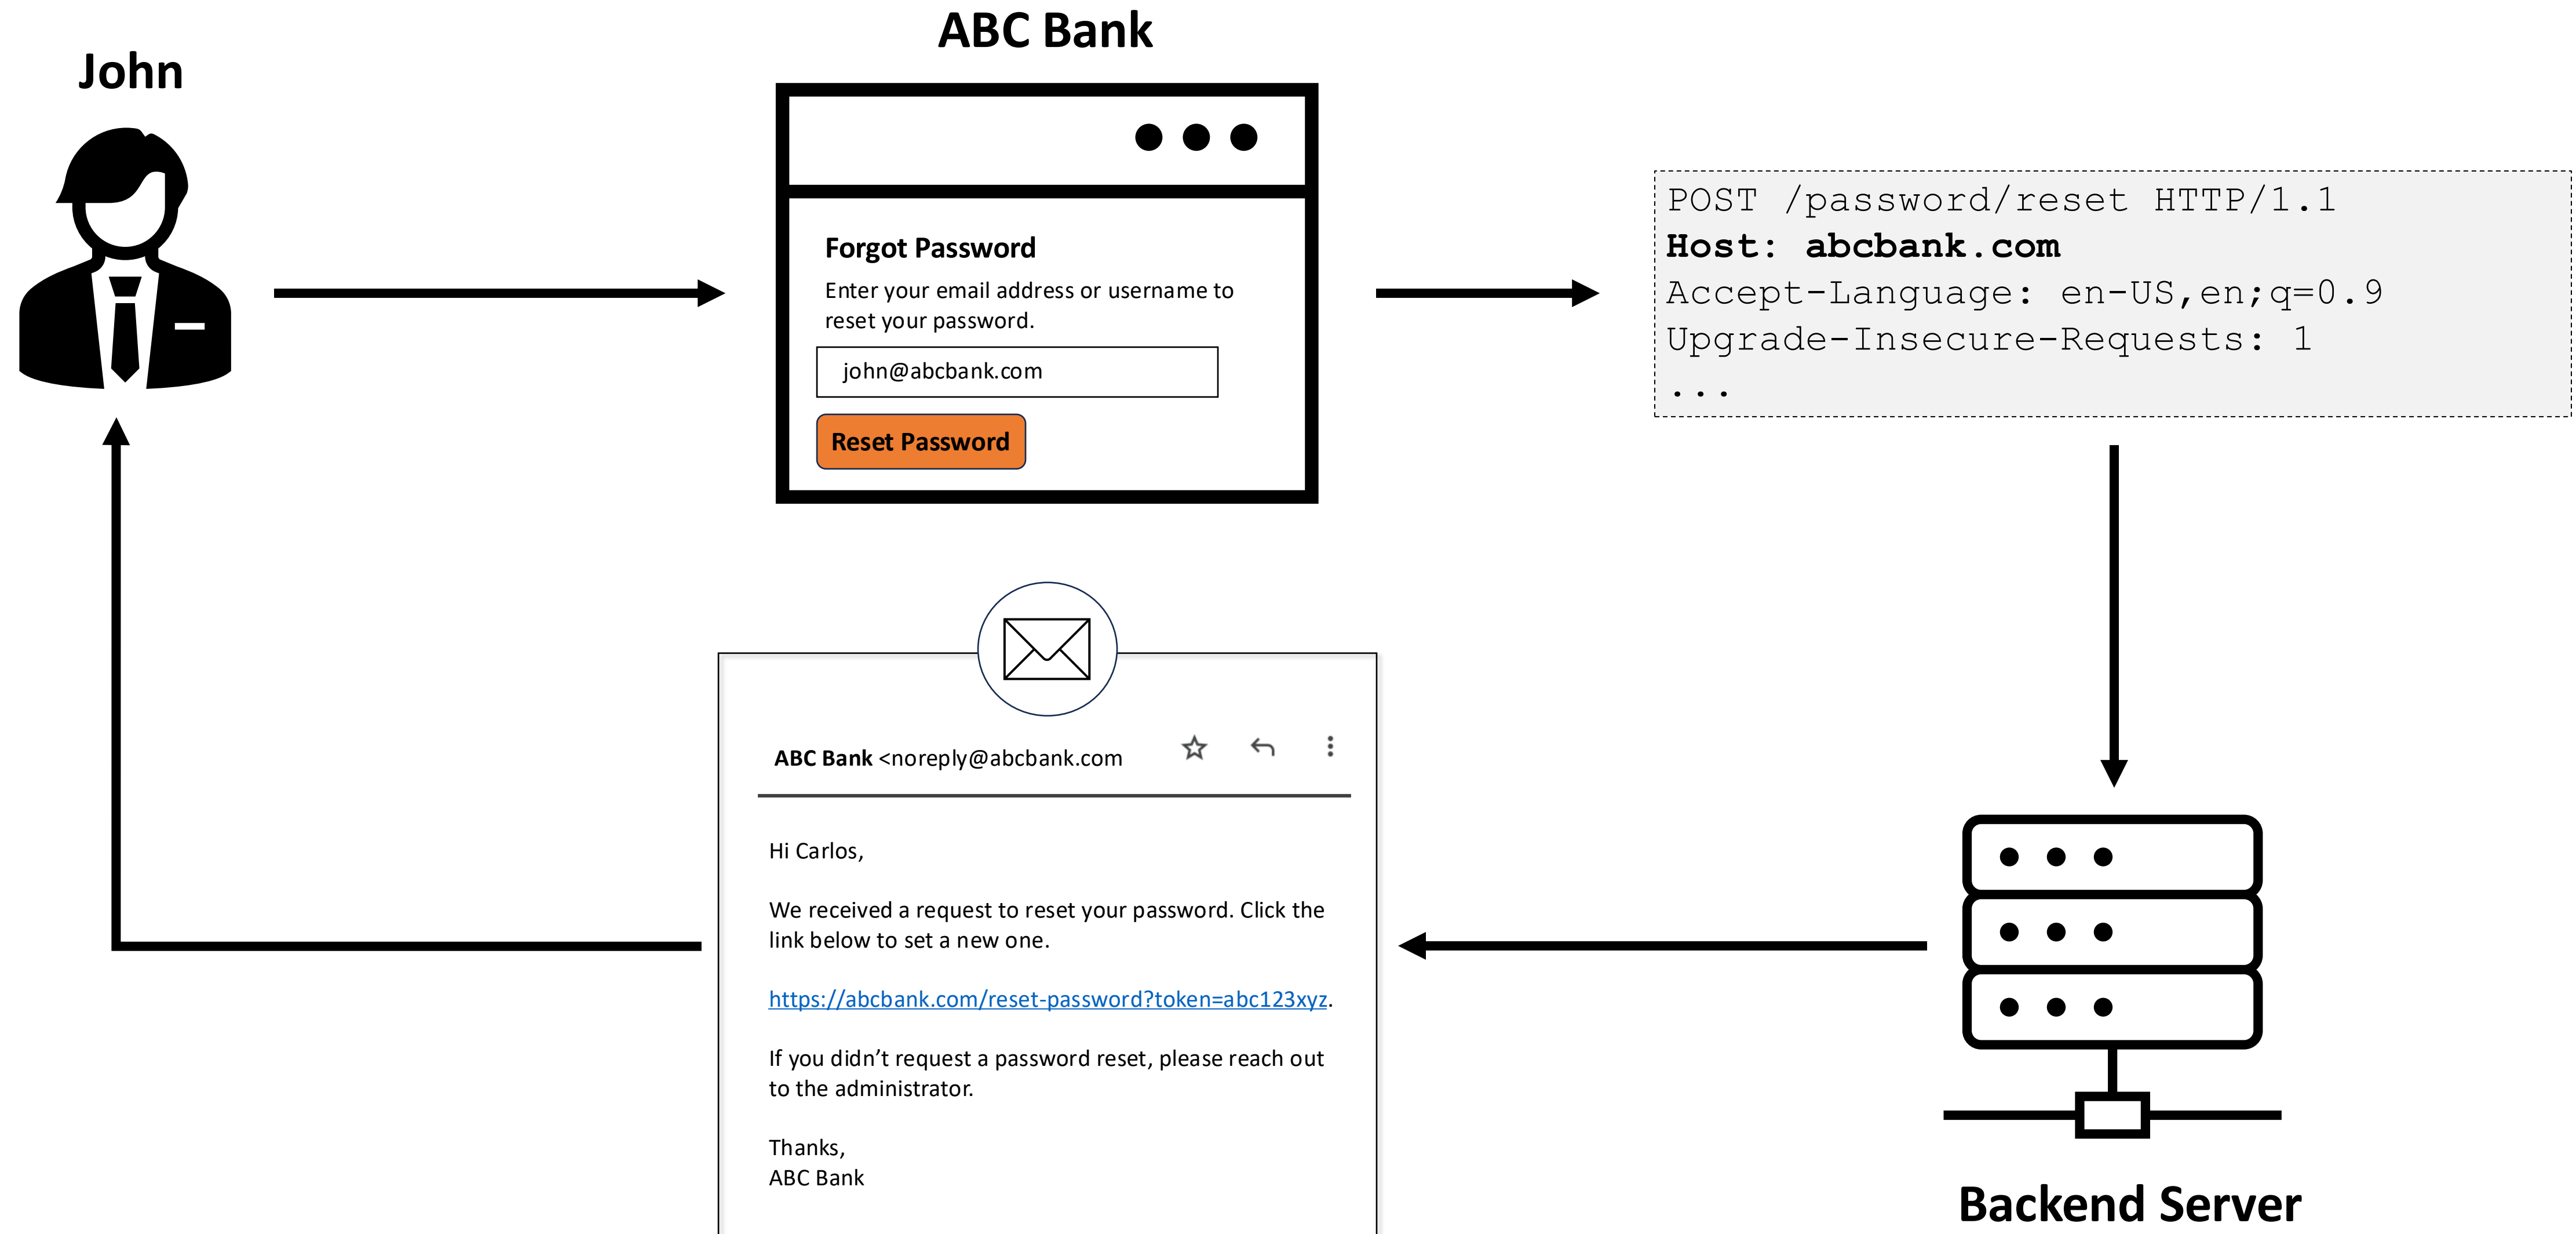 John
ABC Bank
Forgot Password
Enter your email address or username to
reset your password.
john@abcbank.com
Reset Password
POST /password/reset HTTP/1.1
Host: abcbank.com
Accept-Language: en-US,en;q=0.9
Upgrade-Insecure-Requests: 1
...
ABC Bank <noreply@abcbank.com
Hi Carlos,
We received a request to reset your password. Click the
link below to set a new one.
https://abcbank.com/reset-password?token=abc123xyz.
If you didn’t request a password reset, please reach out
to the administrator.
Thanks,
ABC Bank
Backend Server